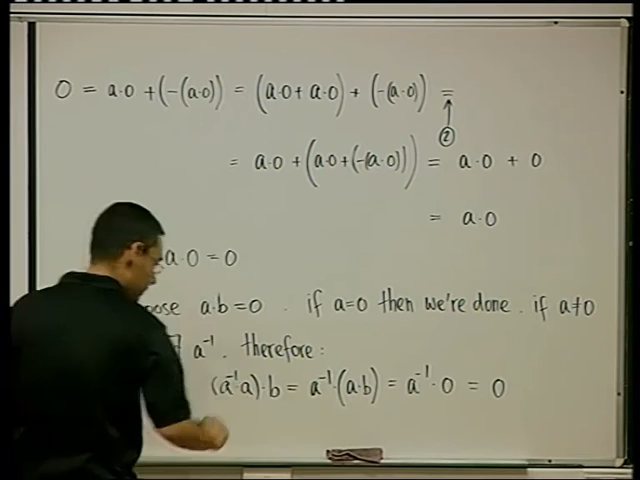 0 = a·0 + (-(a·0)) = (a·0 + a·0) + (-(a·0)) =
②
= a·0 + (a·0 + (-(a·0))) = a·0 + 0
= a·0
a·0 = 0
ose a·b=0 . if a=0 then we're done. if a≠0
a⁻¹. therefore:
(a⁻¹a)·b = a⁻¹·(a·b) = a⁻¹·0 = 0